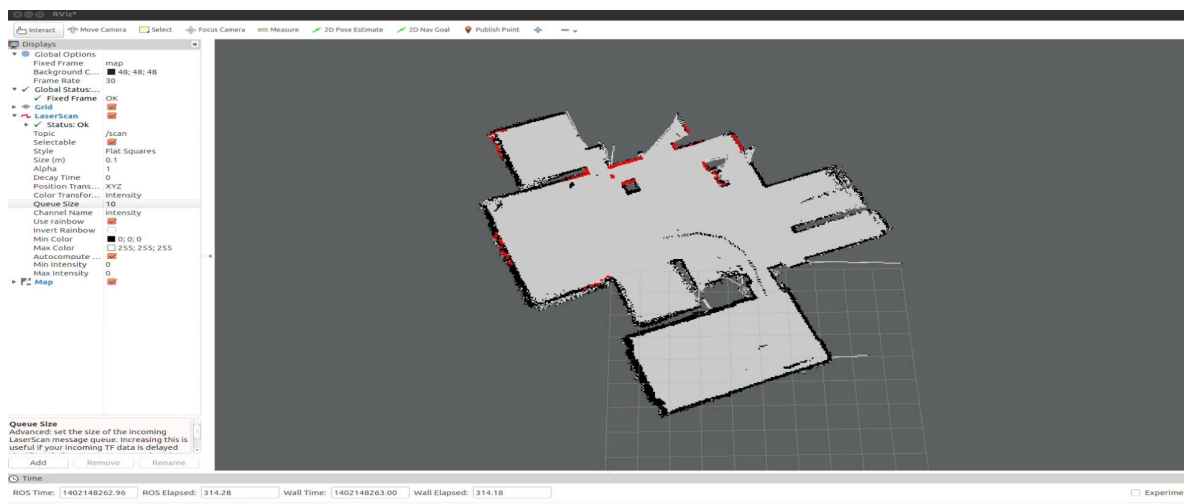 RViz*
Interact Move Camera Select Focus Camera Measure 2D Pose Estimate 2D Nav Goal Publish Point
Displays
Global Options
Fixed Frame map
Background C... 48; 48; 48
Frame Rate 30
Global Status:...
Fixed Frame OK
Grid
LaserScan
Status: Ok
Topic /scan
Selectable
Style Flat Squares
Size (m) 0.1
Alpha 1
Decay Time 0
Position Trans... XYZ
Color Transfor... Intensity
Queue Size 10
Channel Name intensity
Use rainbow
Invert Rainbow
Min Color 0; 0; 0
Max Color 255; 255; 255
Autocompute ...
Min Intensity 0
Max Intensity 0
Map
Queue Size
Advanced: set the size of the incoming
LaserScan message queue. Increasing this is
useful if your incoming TF data is delayed
Add Remove Rename
Time
ROS Time: 1402148262.96 ROS Elapsed: 314.28 Wall Time: 1402148263.00 Wall Elapsed: 314.18 Experime